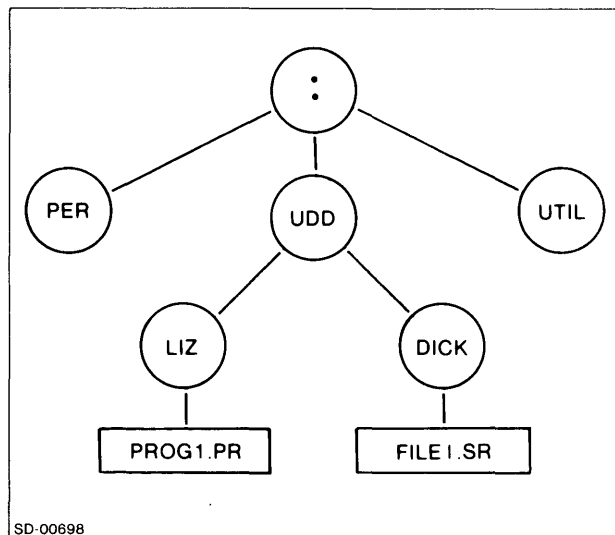 :
PER
UDD
UTIL
LIZ
DICK
PROG1.PR
FILE1.SR
SD-00698